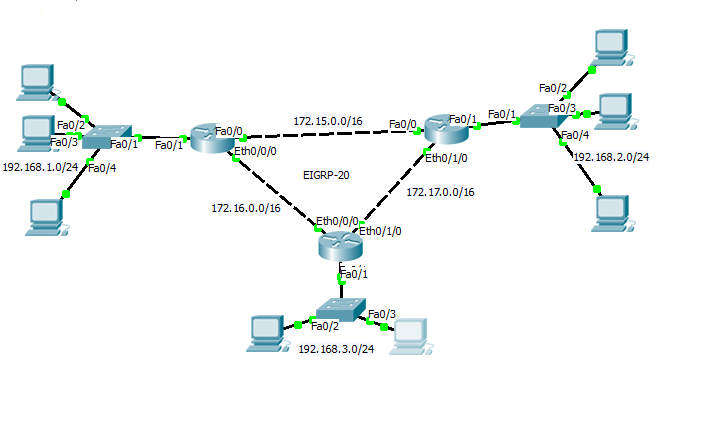 Fa0/2
Fa0/3
Fa0/4
Fa0/1
192.168.1.0/24
Fa0/1
Fa0/0
Eth0/0/0
172.15.0.0/16
EIGRP-20
172.16.0.0/16
172.17.0.0/16
Fa0/0
Fa0/1
Eth0/1/0
Fa0/1
Fa0/2
Fa0/3
Fa0/4
192.168.2.0/24
Eth0/0/0
Eth0/1/0
Fa0/1
Fa0/2
Fa0/3
192.168.3.0/24